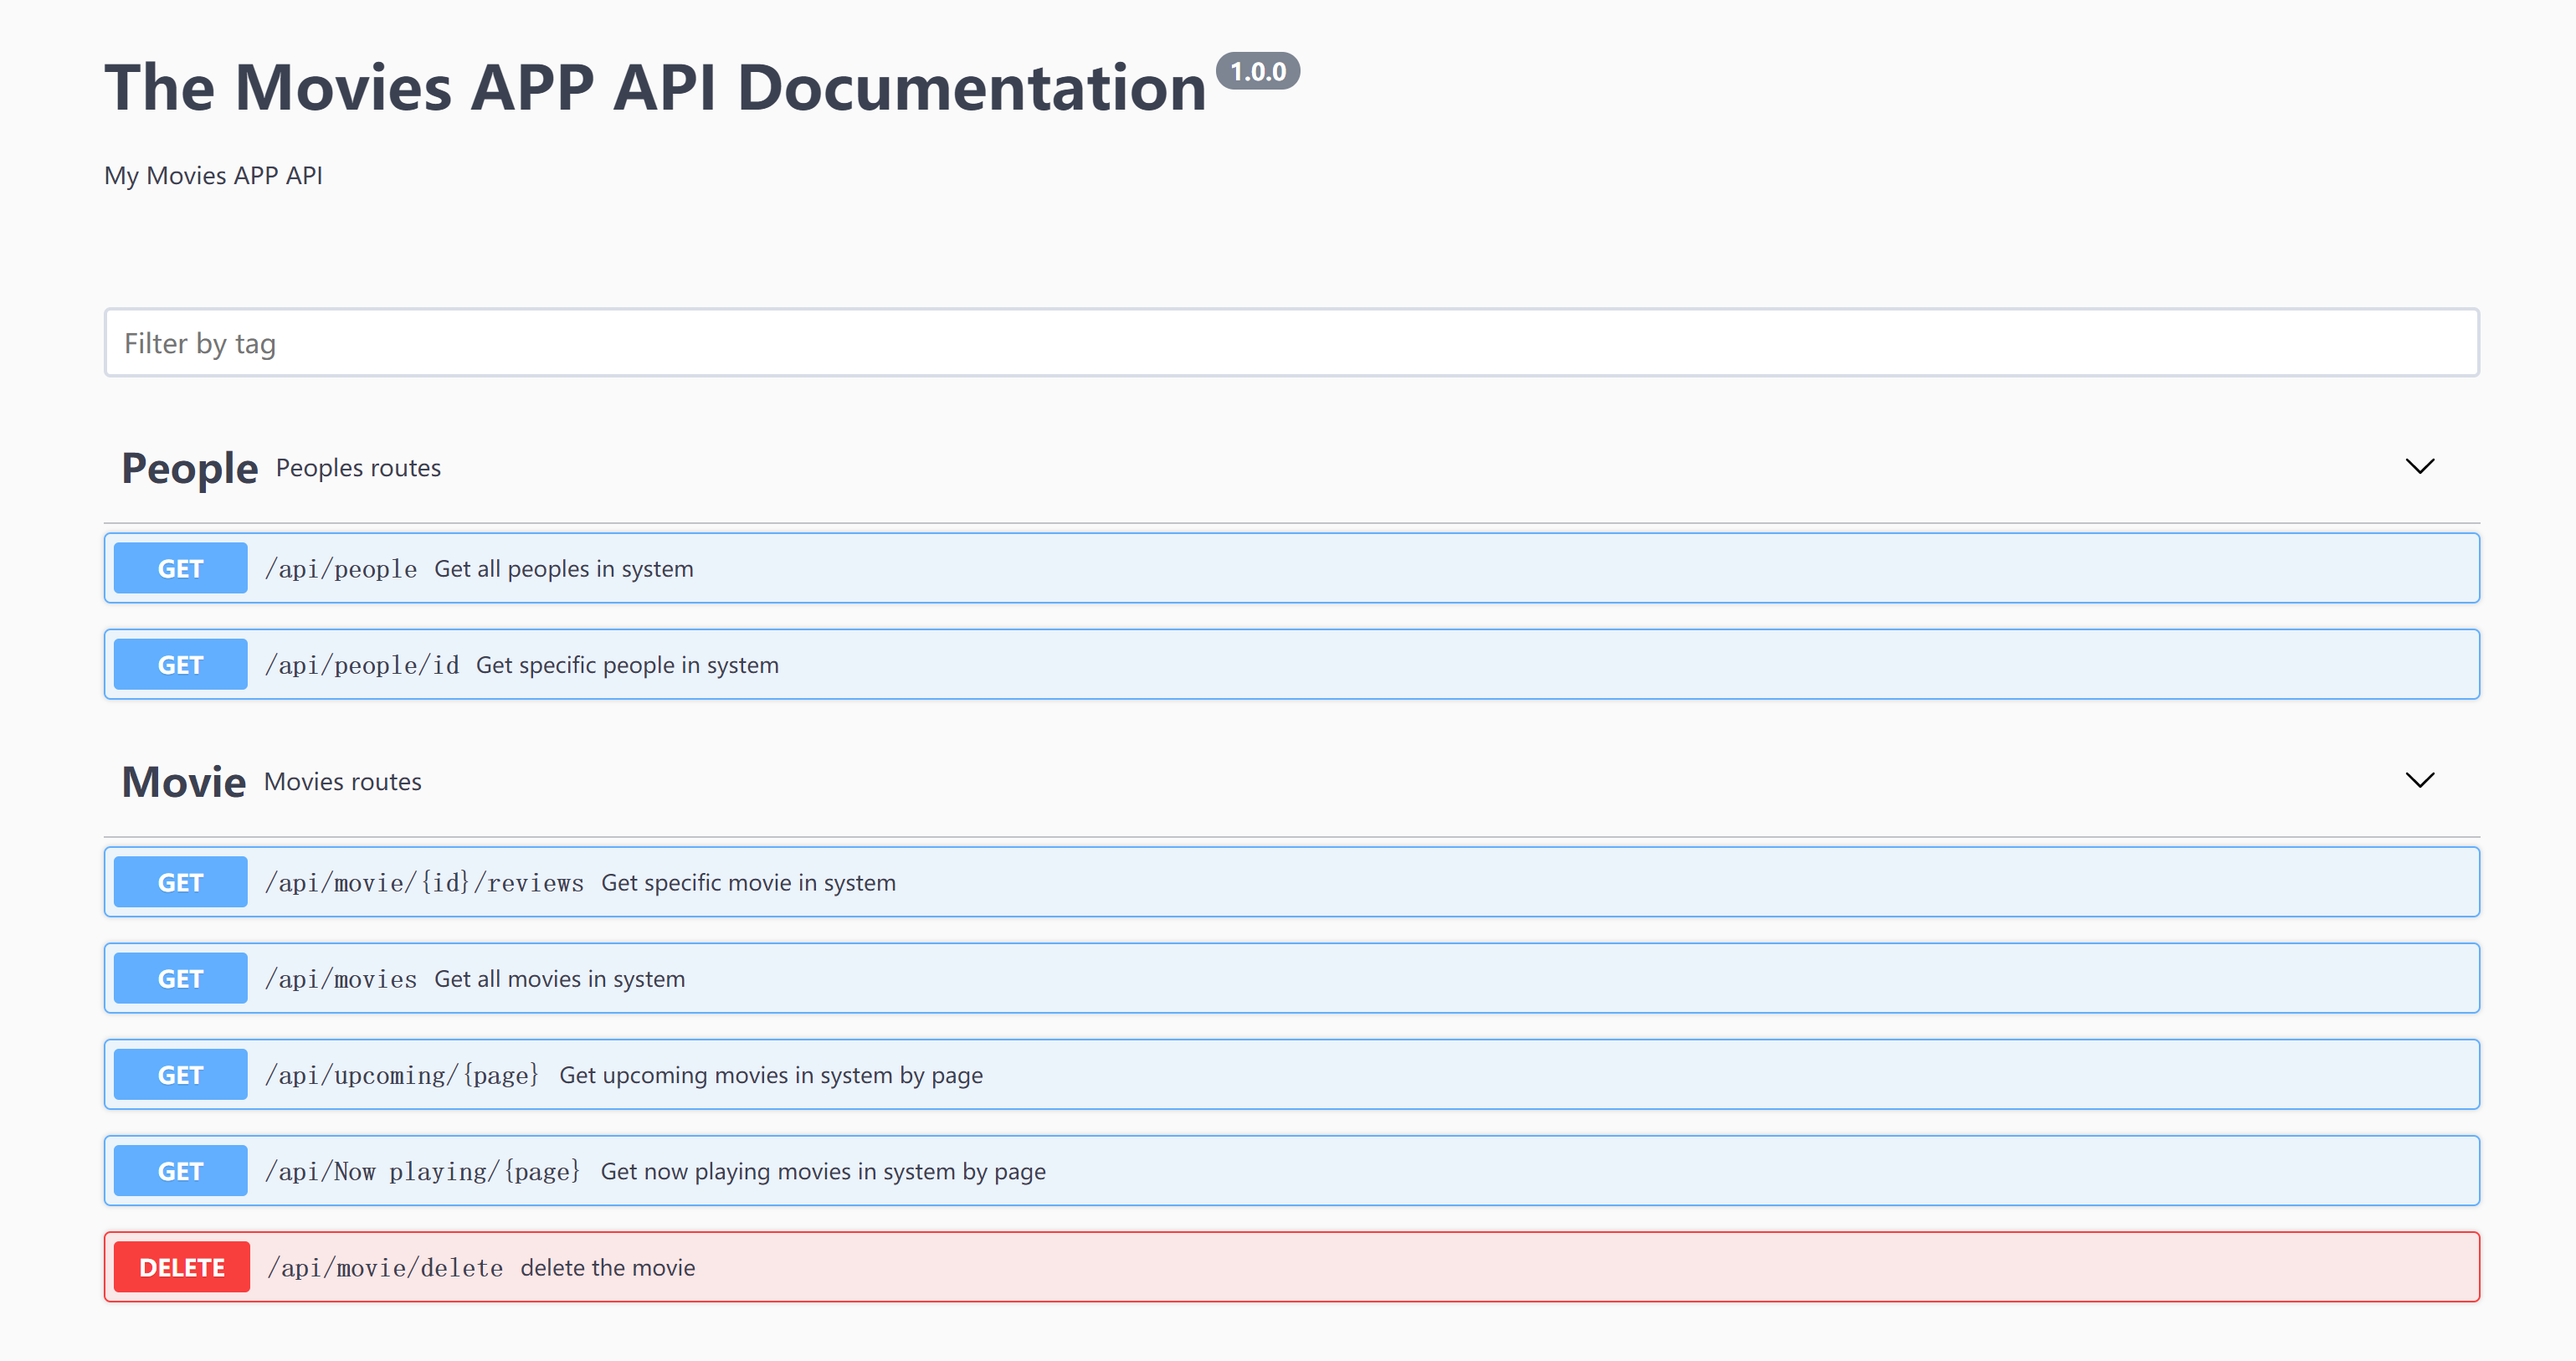 The Movies APP API Documentation 1.0.0
My Movies APP API
Filter by tag
People Peoples routes
GET /api/people Get all peoples in system
GET /api/people/id Get specific people in system
Movie Movies routes
GET /api/movie/{id}/reviews Get specific movie in system
GET /api/movies Get all movies in system
GET /api/upcoming/{page} Get upcoming movies in system by page
GET /api/Now playing/{page} Get now playing movies in system by page
DELETE /api/movie/delete delete the movie